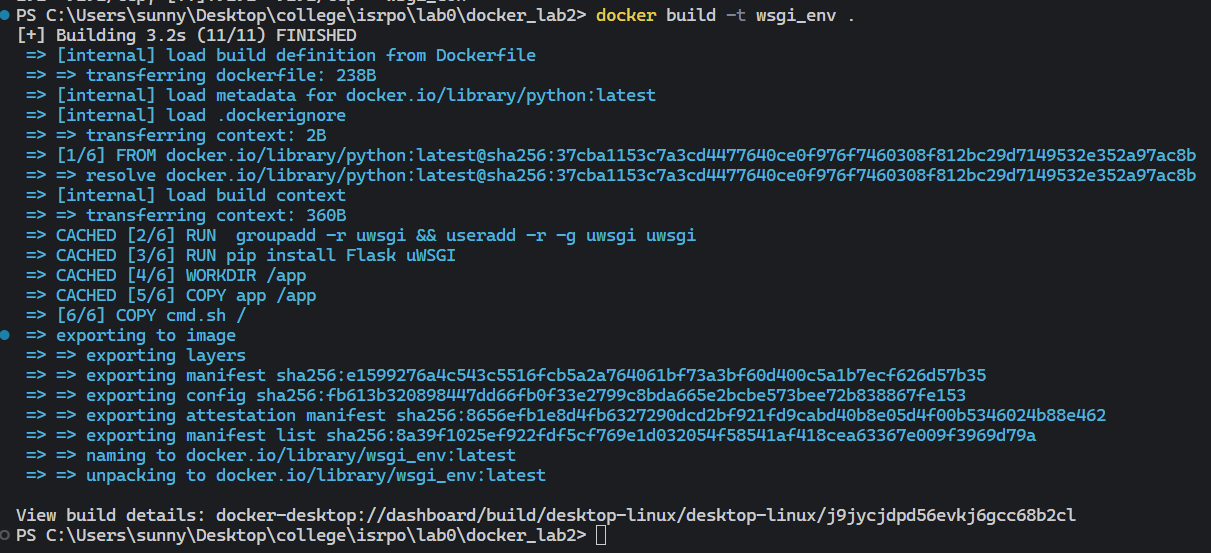 PS C:\Users\sunny\Desktop\college\isrpo\lab0\docker_lab2> docker build -t wsgi_env .
[+] Building 3.2s (11/11) FINISHED
=> [internal] load build definition from Dockerfile
=> => transferring dockerfile: 238B
=> [internal] load metadata for docker.io/library/python:latest
=> [internal] load .dockerignore
=> => transferring context: 2B
=> [1/6] FROM docker.io/library/python:latest@sha256:37cba1153c7a3cd4477640ce0f976f7460308f812bc29d7149532e352a97ac8b
=> => resolve docker.io/library/python:latest@sha256:37cba1153c7a3cd4477640ce0f976f7460308f812bc29d7149532e352a97ac8b
=> [internal] load build context
=> => transferring context: 360B
=> CACHED [2/6] RUN  groupadd -r uwsgi && useradd -r -g uwsgi uwsgi
=> CACHED [3/6] RUN pip install Flask uWSGI
=> CACHED [4/6] WORKDIR /app
=> CACHED [5/6] COPY app /app
=> [6/6] COPY cmd.sh /
=> exporting to image
=> => exporting layers
=> => exporting manifest sha256:e1599276a4c543c5516fcb5a2a764061bf73a3bf60d400c5a1b7ecf626d57b35
=> => exporting config sha256:fb613b320898447dd66fb0f33e2799c8bda665e2bcbe573bee72b838867fe153
=> => exporting attestation manifest sha256:8656efb1e8d4fb6327290dcd2bf921fd9cabd40b8e05d4f00b5346024b88e462
=> => exporting manifest list sha256:8a39f1025ef922fdf5cf769e1d032054f58541af418cea63367e009f3969d79a
=> => naming to docker.io/library/wsgi_env:latest
=> => unpacking to docker.io/library/wsgi_env:latest
View build details: docker-desktop://dashboard/build/desktop-linux/desktop-linux/j9jycjdpd56evkj6gcc68b2cl
PS C:\Users\sunny\Desktop\college\isrpo\lab0\docker_lab2>